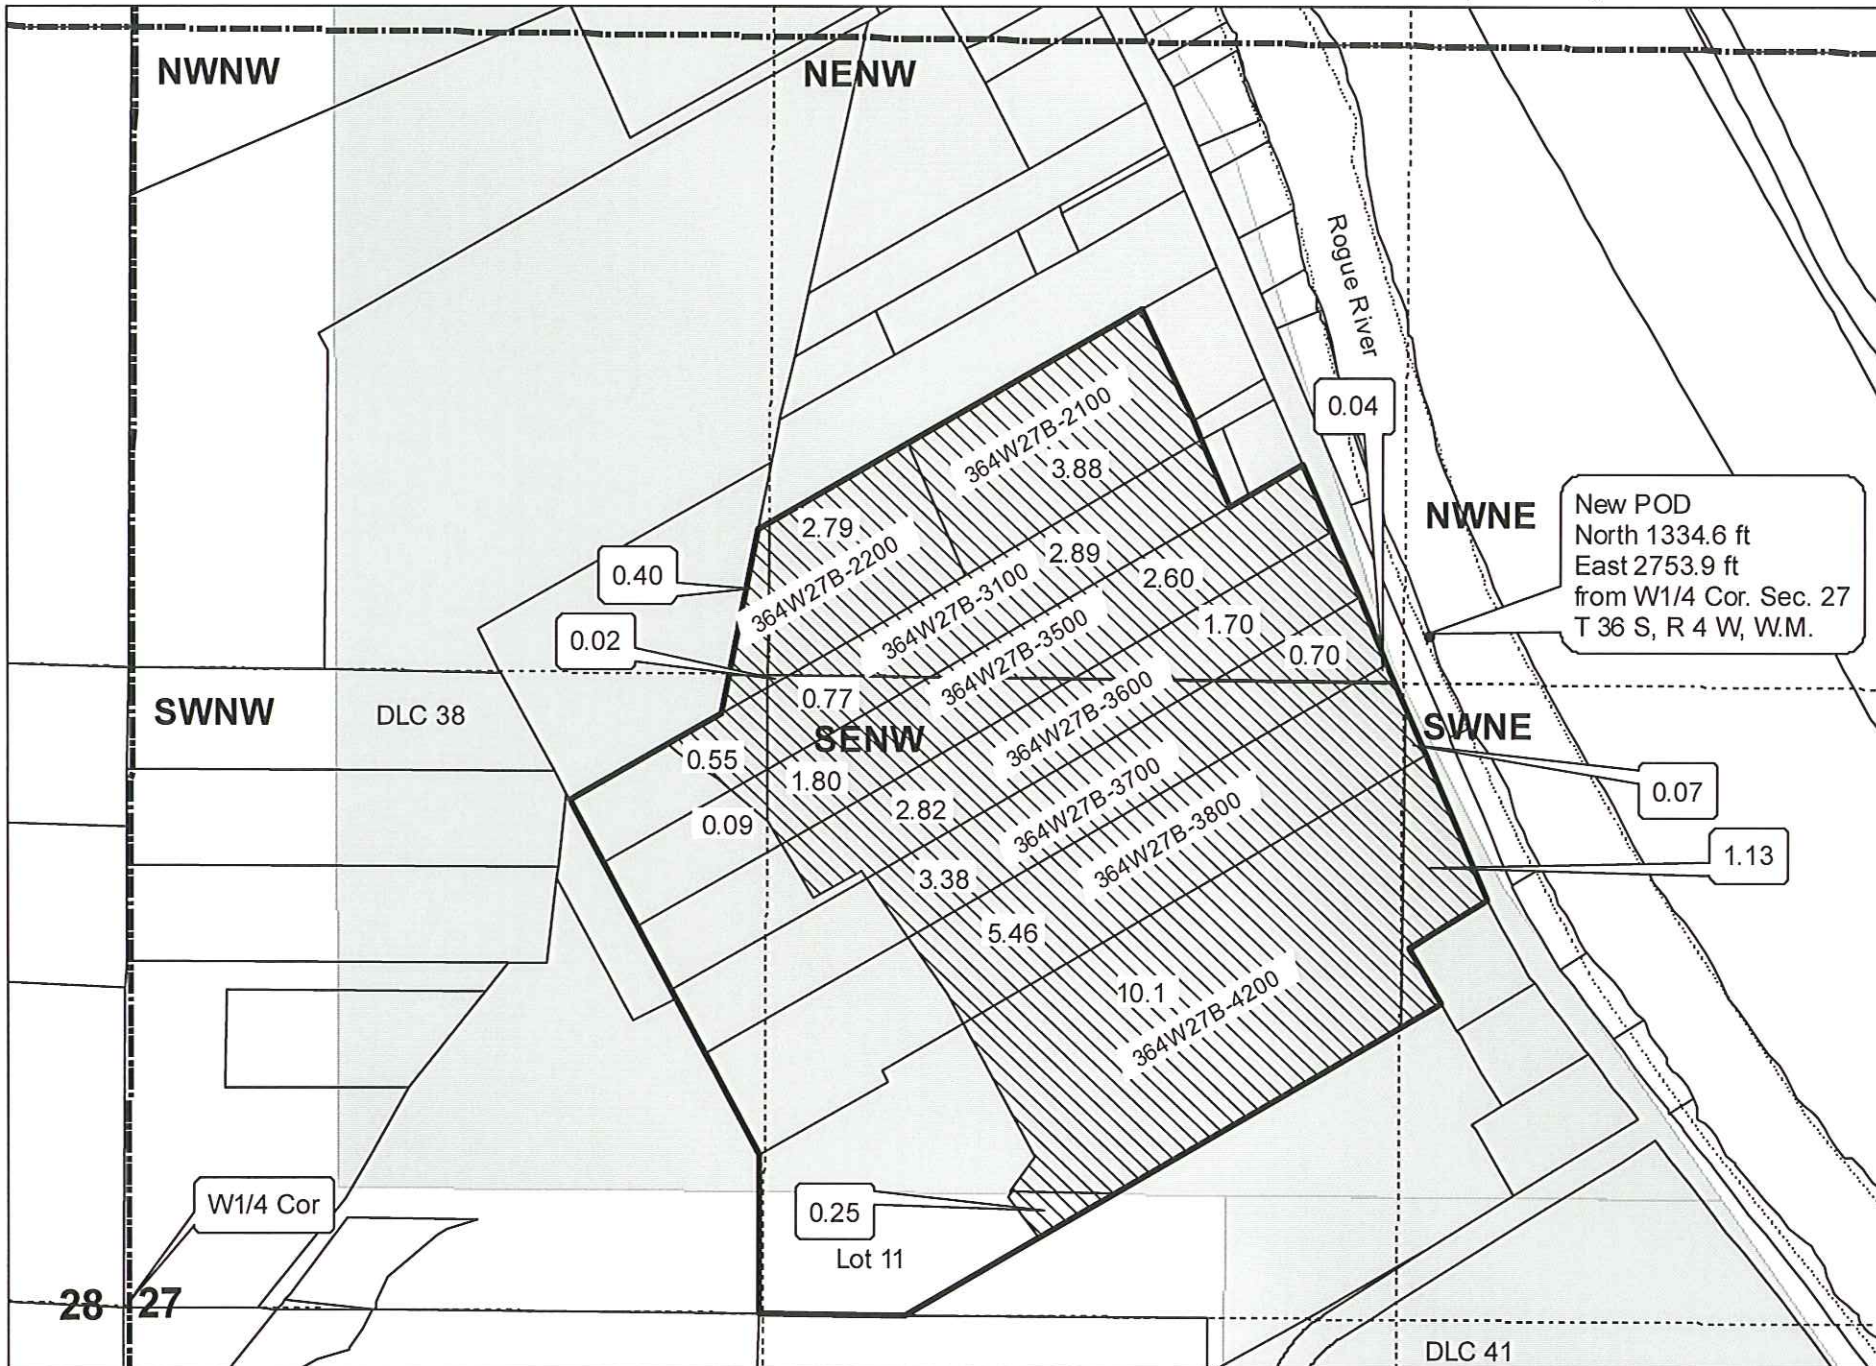 NWNW
NENW
Rogue River
0.04
364W27B-2100
3.88
NWNE
New POD
North 1334.6 ft
East 2753.9 ft
from W1/4 Cor. Sec. 27
T 36 S, R 4 W, W.M.
2.79
364W27B-2200
2.89
0.40
364W27B-3100
2.60
0.02
364W27B-3500
1.70
0.70
0.77
364W27B-3600
SWNW
DLC 38
SENW
SWNE
0.55
1.80
364W27B-3700
0.07
0.09
2.82
364W27B-3800
1.13
3.38
5.46
10.1
364W27B-4200
W1/4 Cor
0.25
Lot 11
28 27
DLC 41